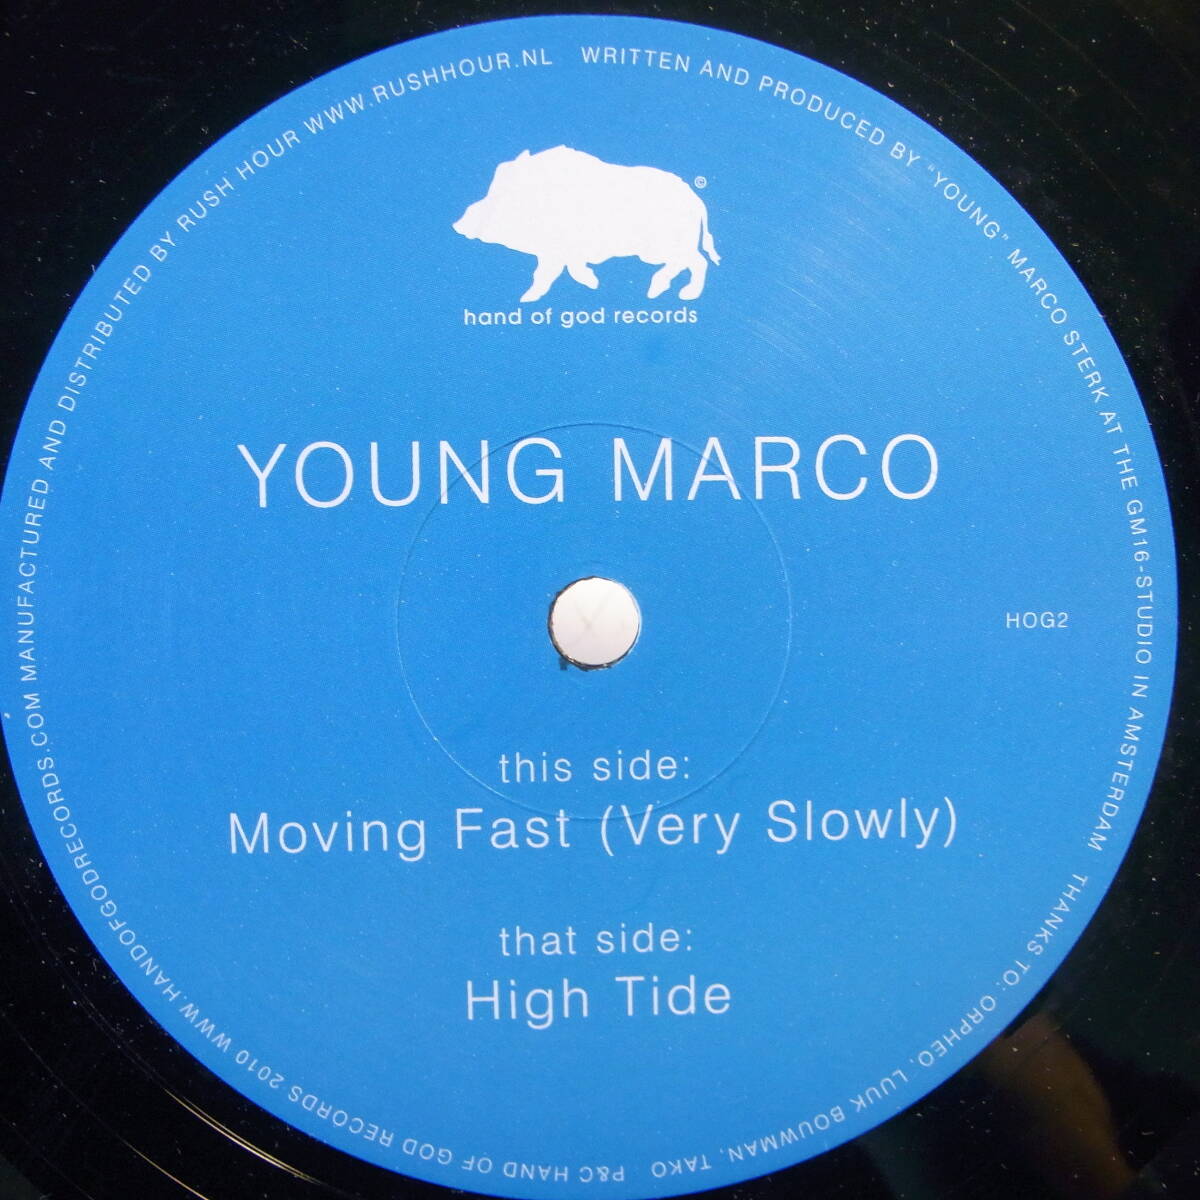 ©
hand of god records
YOUNG MARCO
HOG2
this side:
Moving Fast (Very Slowly)
that side:
High Tide
WRITTEN AND PRODUCED BY "YOUNG" MARCO STERK AT THE GM16-STUDIO IN AMSTERDAM THANKS TO: ORPHEO, LUUK BOUWMAN, TAKO P&C HAND OF GOD RECORDS 2010 WWW.HANDOFGODRECORDS.COM MANUFACTURED AND DISTRIBUTED BY RUSH HOUR WWW.RUSHHOUR.NL